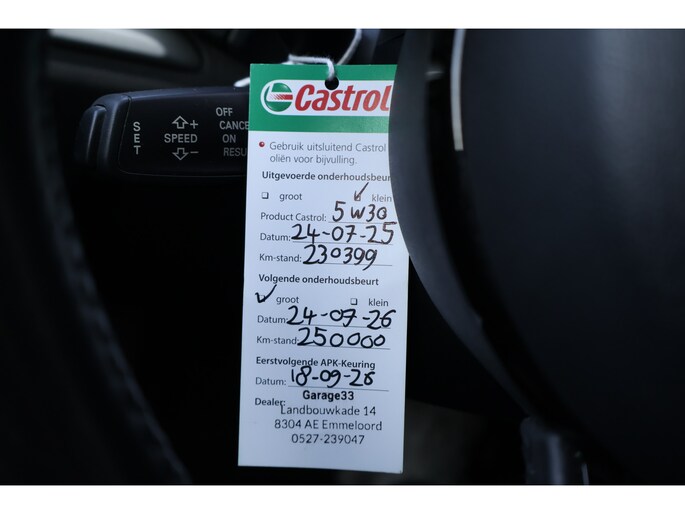 OFF
CANCE
ON
RESU
SET
SPEED
+
-
Castrol
Gebruik uitsluitend Castrol
oliën voor bijvulling.
Uitgevoerde onderhoudsbeurt
groot klein
Product Castrol: 5W30
Datum: 24-07-25
Km-stand: 230399
Volgende onderhoudsbeurt
groot klein
Datum: 24-07-26
Km-stand: 250000
Eerstvolgende APK-Keuring
Datum: 18-09-26
Dealer: Garage33
Landbouwkade 14
8304 AE Emmeloord
0527-239047